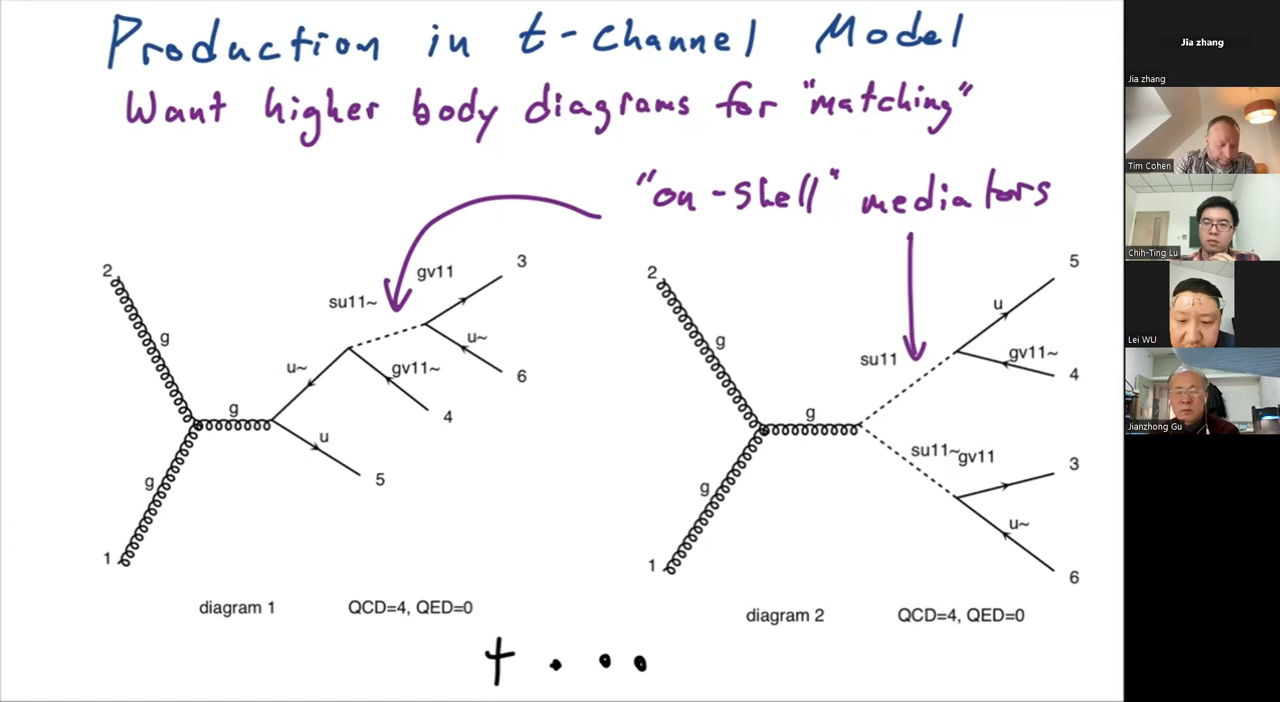 Production in t-channel Model
Want higher body diagrams for "matching"
"on-shell" mediators
2
g
g
1
g
u~
su11~
gv11
3
u~
6
gv11~
4
u
5
diagram 1
QCD=4, QED=0
2
g
g
1
g
su11
u
5
gv11~
4
su11~
gv11
3
u~
6
diagram 2
QCD=4, QED=0
+ ...
Jia zhang
Jia zhang
Tim Cohen
Chih-Ting Lu
Lei WU
Jianzhong Gu